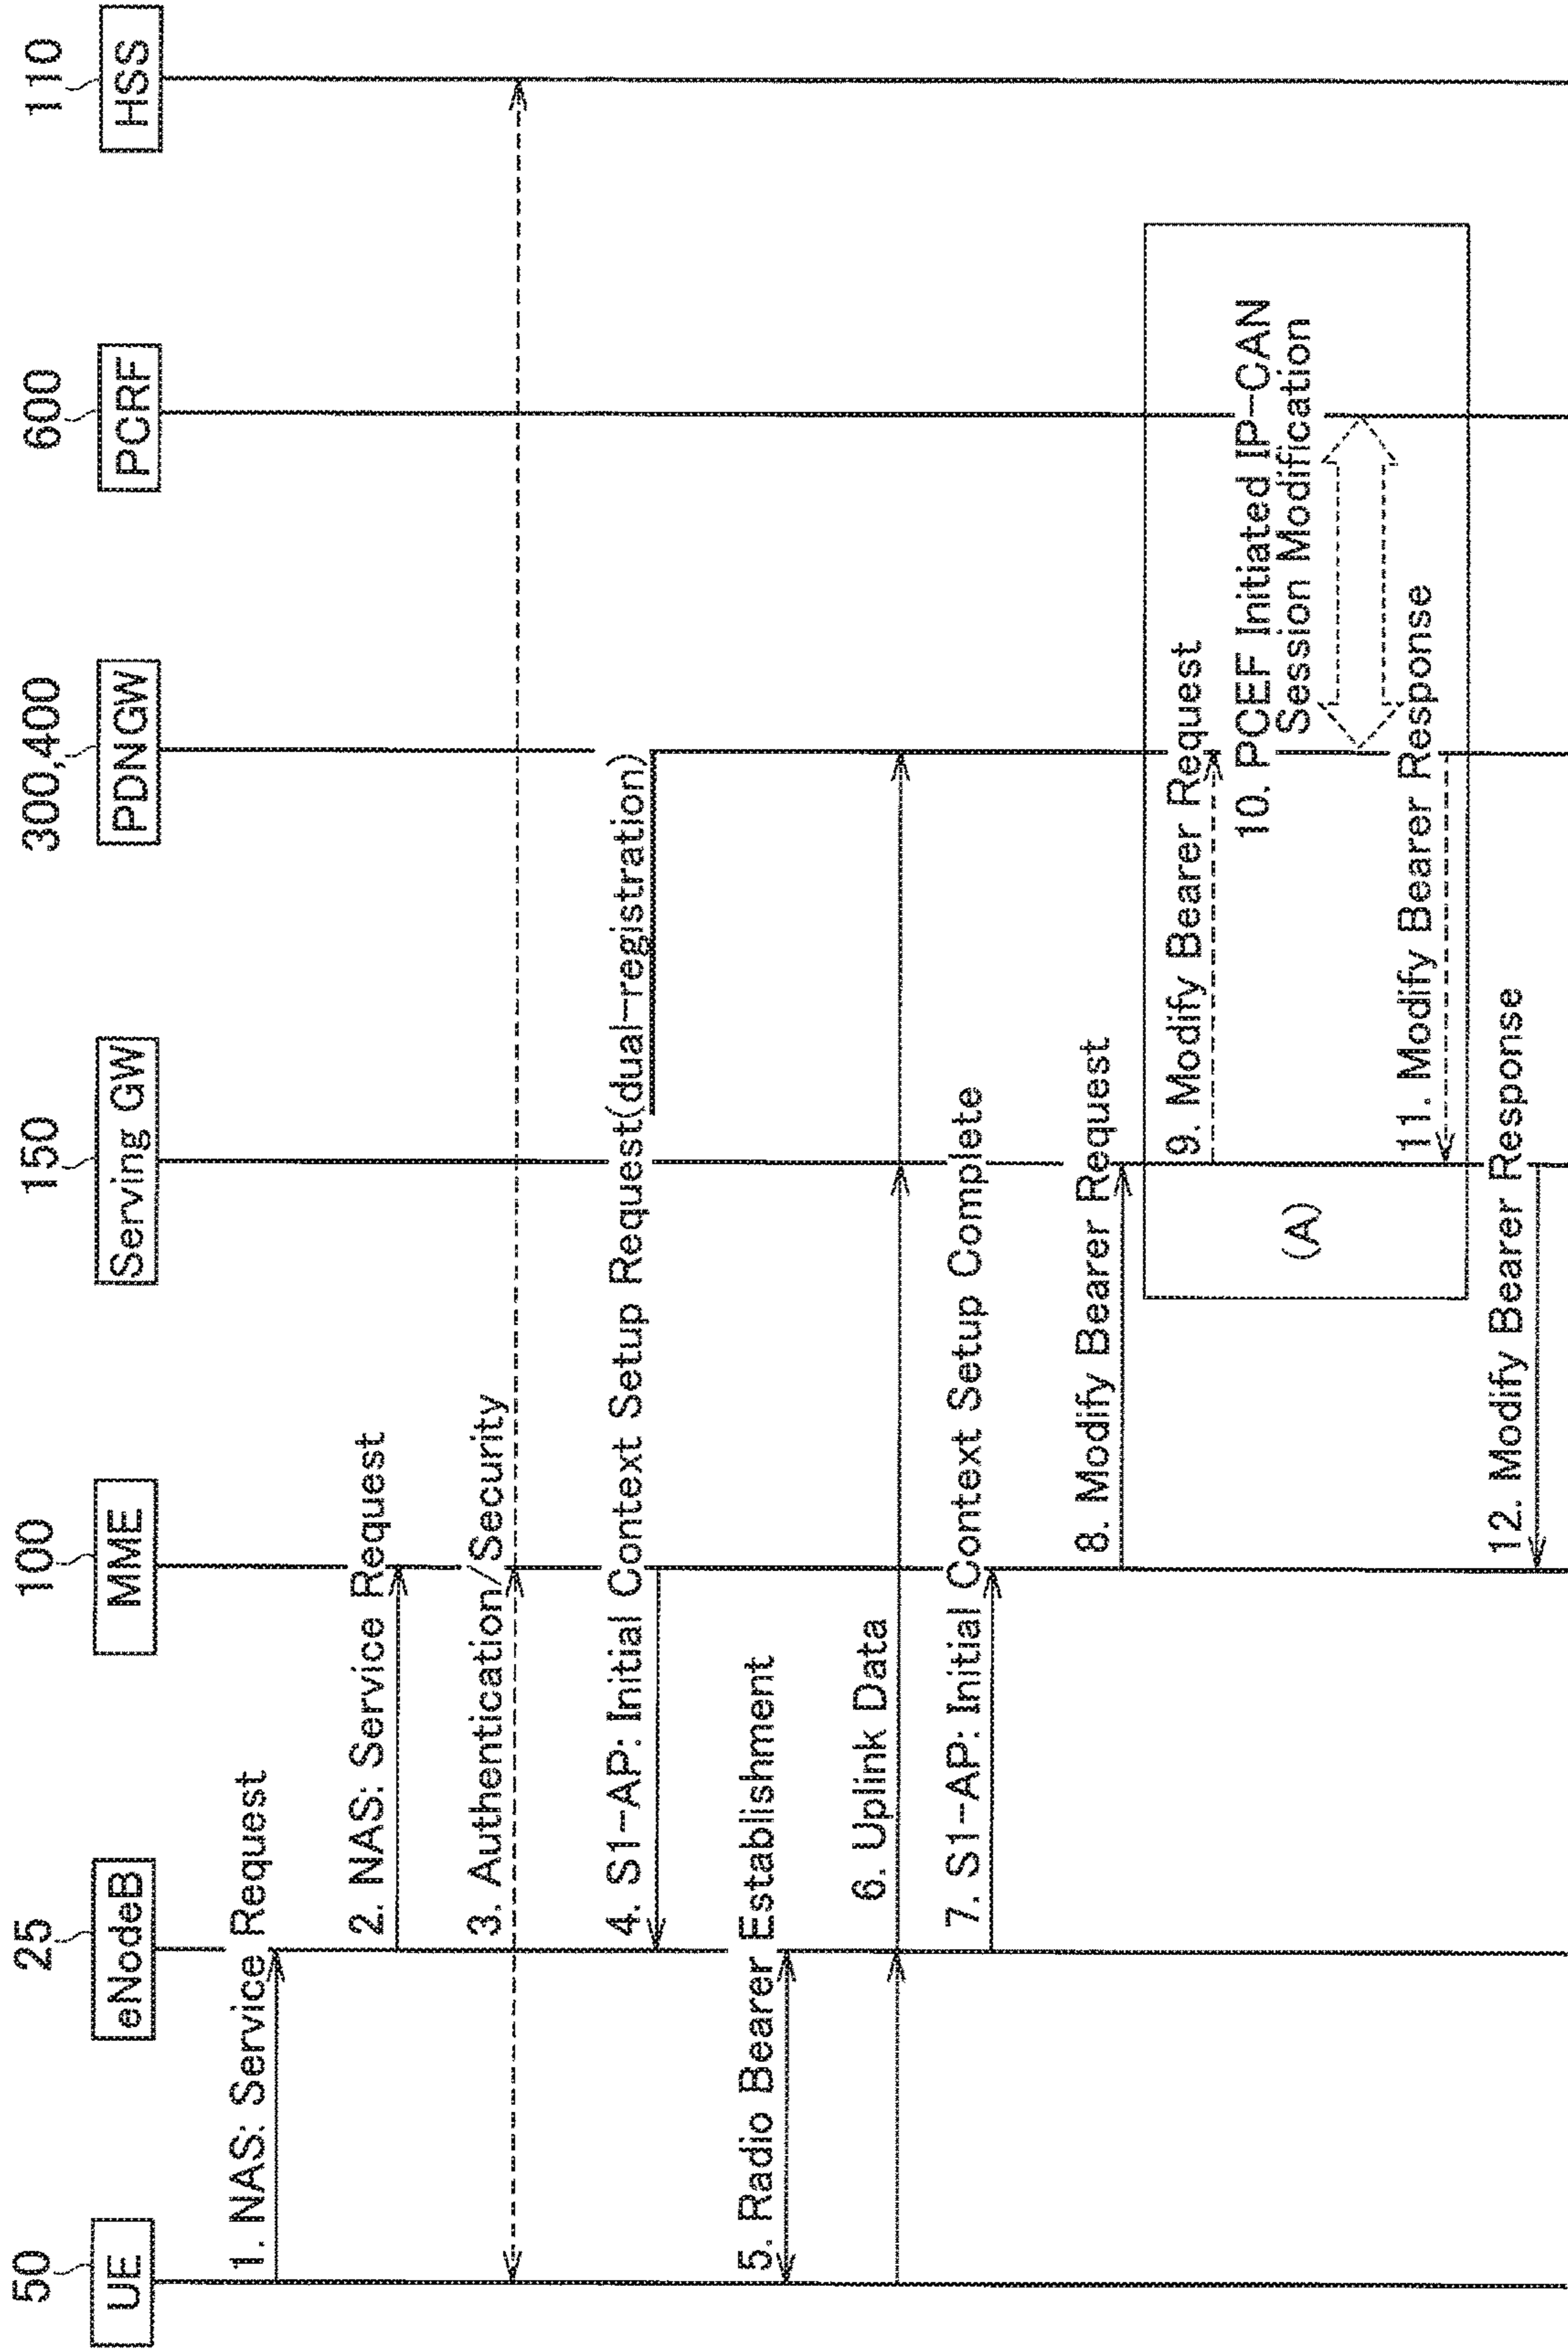 50
25
100
150
300,400
600
110
UE
eNodeB
MME
Serving GW
PDNGW
PCRF
HSS
1. NAS: Service Request
2. NAS: Service Request
3. Authentication/Security
4. S1-AP: Initial Context Setup Request(dual-registration)
5. Radio Bearer Establishment
6. Uplink Data
7. S1-AP: Initial Context Setup Complete
8. Modify Bearer Request
9. Modify Bearer Request
(A)
10. PCEF Initiated IP-CAN
Session Modification
11. Modify Bearer Response
12. Modify Bearer Response